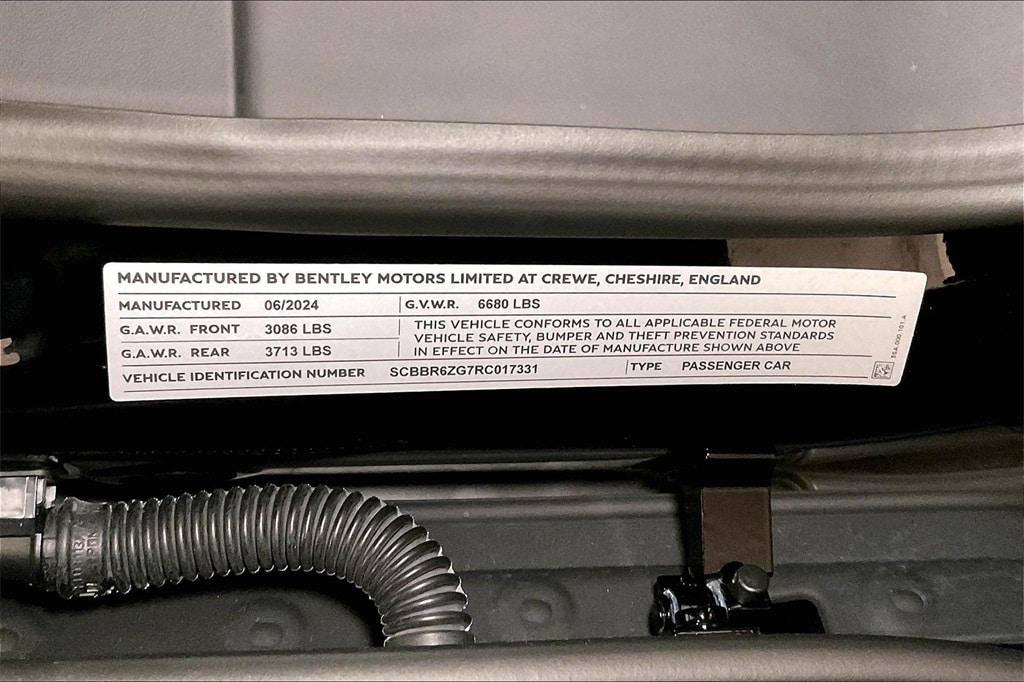 MANUFACTURED BY BENTLEY MOTORS LIMITED AT CREWE, CHESHIRE, ENGLAND
MANUFACTURED 06/2024 G.V.W.R. 6680 LBS
G.A.W.R. FRONT 3086 LBS
G.A.W.R. REAR 3713 LBS
THIS VEHICLE CONFORMS TO ALL APPLICABLE FEDERAL MOTOR
VEHICLE SAFETY, BUMPER AND THEFT PREVENTION STANDARDS
IN EFFECT ON THE DATE OF MANUFACTURE SHOWN ABOVE
VEHICLE IDENTIFICATION NUMBER SCBBR6ZG7RC017331 TYPE PASSENGER CAR